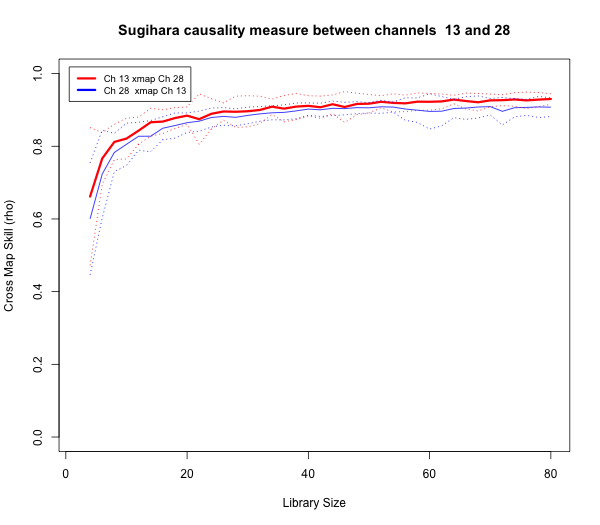 Sugihara causality measure between channels  13 and 28
Ch 13 xmap Ch 28
Ch 28  xmap Ch 13
Cross Map Skill (rho)
1.0
0.8
0.6
0.4
0.2
0.0
0 20 40 60 80
Library Size